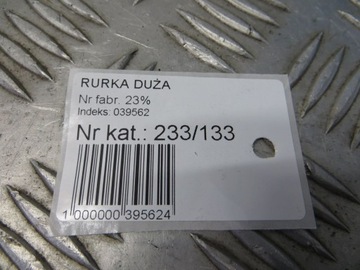 RURKA DUŻA
Nr fabr. 23%
Indeks: 039562
Nr kat.: 233/133
1 000000 395624